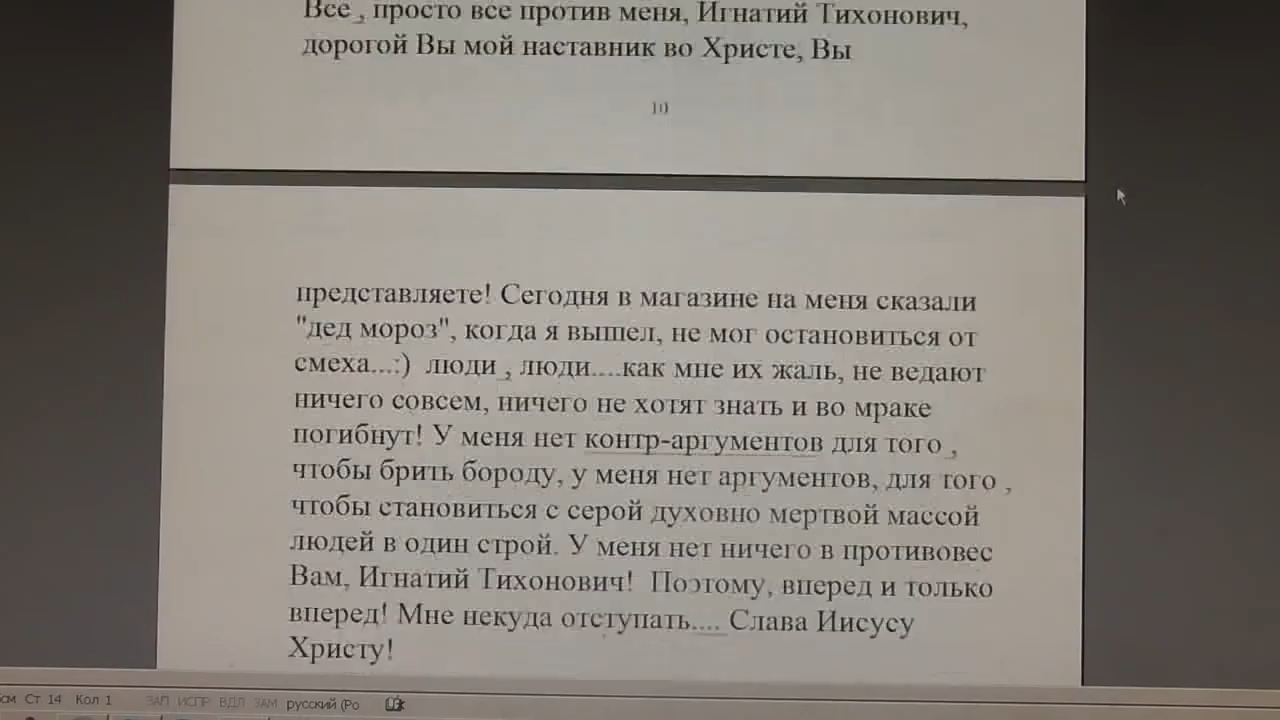 Все , просто все против меня, Игнатий Тихонович,
дорогой Вы мой наставник во Христе, Вы
10
представляете! Сегодня в магазине на меня сказали
"дед мороз", когда я вышел, не мог остановиться от
смеха...:) люди , люди....как мне их жаль, не ведают
ничего совсем, ничего не хотят знать и во мраке
погибнут! У меня нет контр-аргументов для того ,
чтобы брить бороду, у меня нет аргументов, для того ,
чтобы становиться с серой духовно мертвой массой
людей в один строй. У меня нет ничего в противовес
Вам, Игнатий Тихонович! Поэтому, вперед и только
вперед! Мне некуда отступать.... Слава Иисусу
Христу!
см Ст 14 Кол 1 ЗАП ИСПР ВДЛ ЗАМ русский (Ро